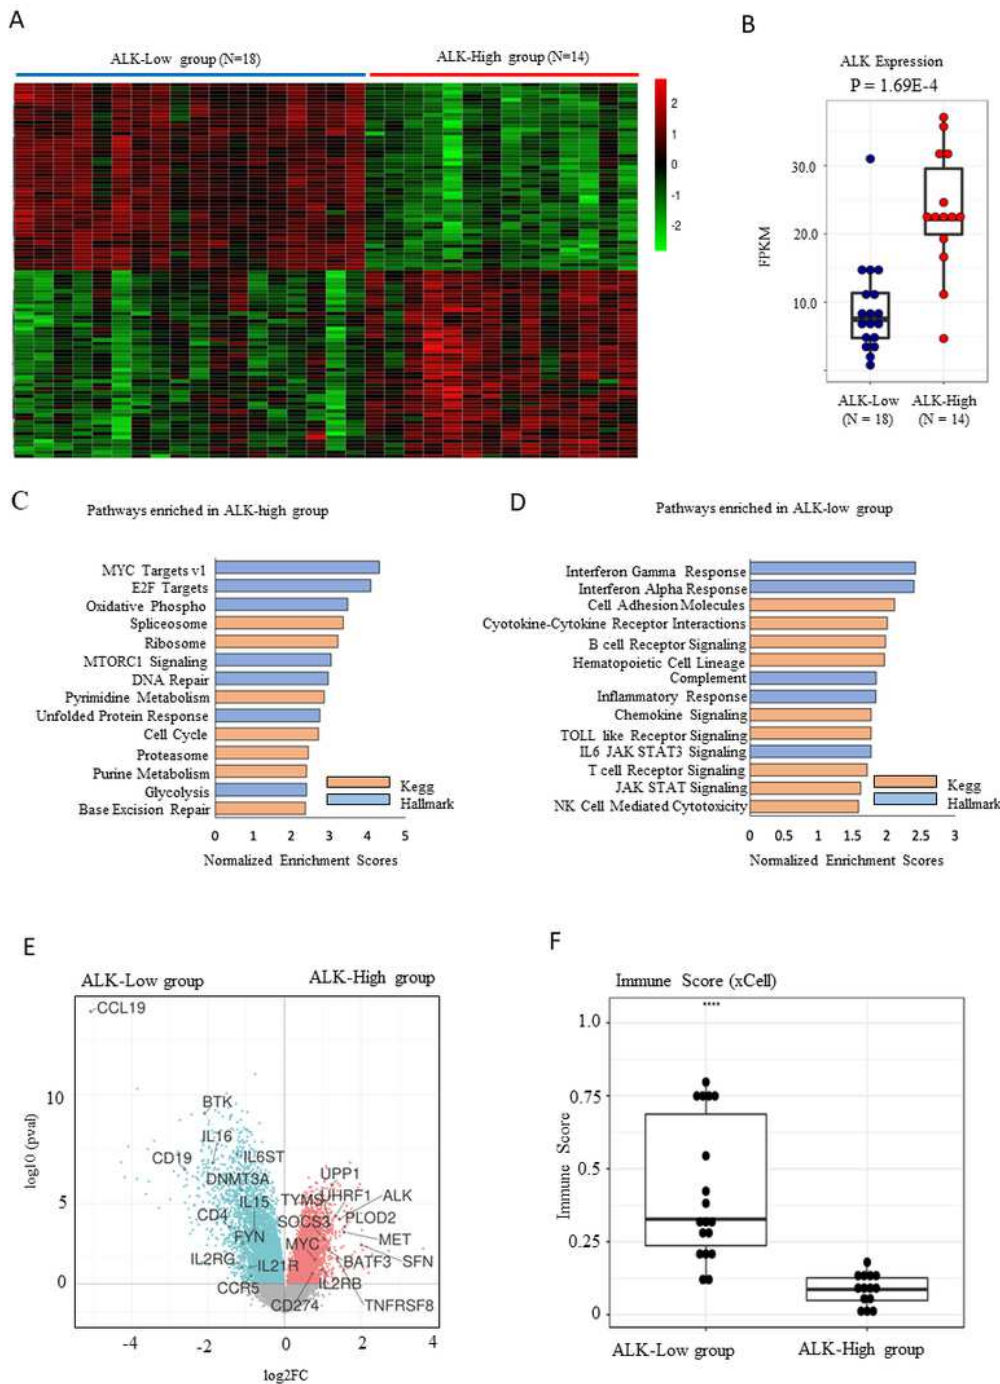 A
ALK-Low group (N=18)
ALK-High group (N=14)
2
1
0
-1
-2
B
ALK Expression
P = 1.69E-4
30.0
20.0
10.0
FPKM
ALK-Low
(N = 18)
ALK-High
(N = 14)
C
Pathways enriched in ALK-high group
MYC Targets v1
E2F Targets
Oxidative Phospho
Spliceosome
Ribosome
MTORC1 Signaling
DNA Repair
Pyrimidine Metabolism
Unfolded Protein Response
Cell Cycle
Proteasome
Purine Metabolism
Glycolysis
Base Excision Repair
Kegg
Hallmark
0 1 2 3 4 5
Normalized Enrichment Scores
D
Pathways enriched in ALK-low group
Interferon Gamma Response
Interferon Alpha Response
Cell Adhesion Molecules
Cyotokine-Cytokine Receptor Interactions
B cell Receptor Signaling
Hematopoietic Cell Lineage
Complement
Inflammatory Response
Chemokine Signaling
TOLL like Receptor Signaling
IL6 JAK STAT3 Signaling
T cell Receptor Signaling
JAK STAT Signaling
NK Cell Mediated Cytotoxicity
Kegg
Hallmark
0 0.5 1 1.5 2 2.5 3
Normalized Enrichment Scores
E
ALK-Low group
ALK-High group
CCL19
BTK
IL16
CD19
IL6ST
DNMT3A
UPP1
IL15
TYMS
UHRF1
ALK
CD4
SOCS3
PLOD2
FYN
MYC
MET
IL2RG
IL21R
BATF3
SFN
CCR5
IL2RB
CD274
TNFRSF8
10
5
0
log10 (pval)
-4 -2 0 2 4
log2FC
F
Immune Score (xCell)
****
1.0
0.75
0.5
0.25
0
Immune Score
ALK-Low group
ALK-High group